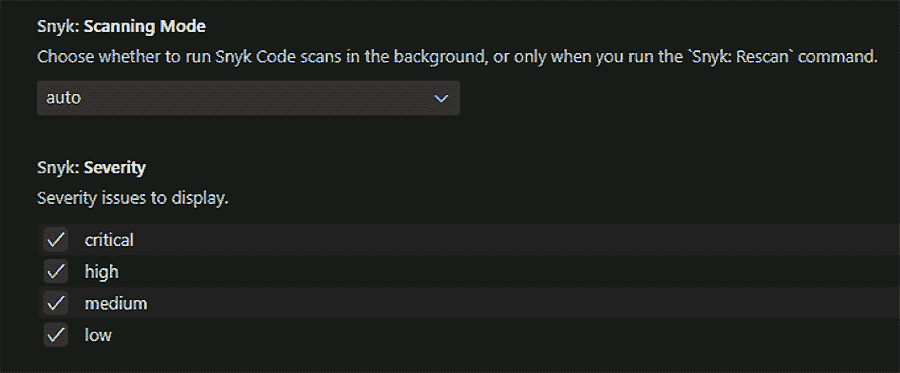 Snyk: Scanning Mode
Choose whether to run Snyk Code scans in the background, or only when you run the `Snyk: Rescan` command.
auto
Snyk: Severity
Severity issues to display.
critical
high
medium
low